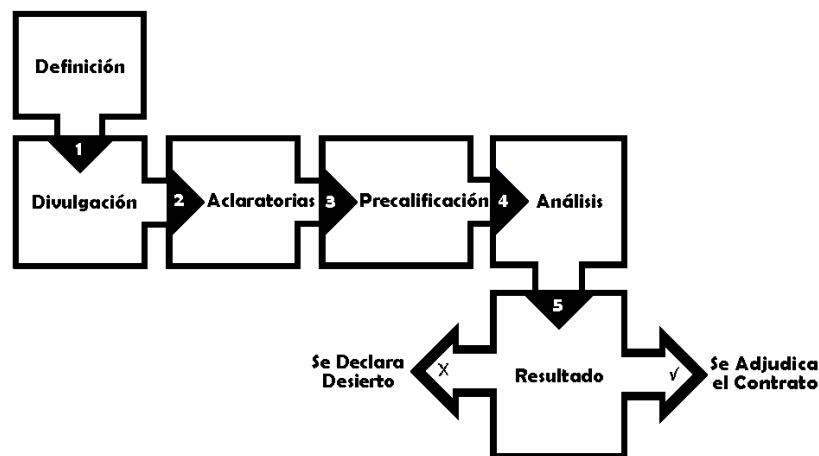 Definición
1
Divulgación
2
Aclaratorias
3
Precalificación
4
Análisis
5
Se Declara
Desierto
X
Resultado
√
Se Adjudica
el Contrato